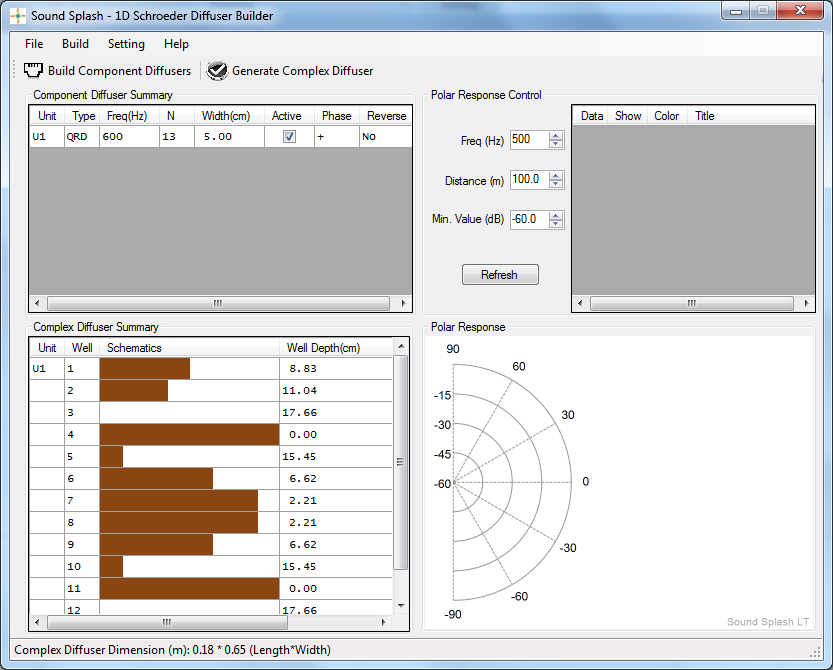 Sound Splash - 1D Schroeder Diffuser Builder
File Build Setting Help
Build Component Diffusers Generate Complex Diffuser
Component Diffuser Summary
Unit Type Freq(Hz) N Width(cm) Active Phase Reverse
U1 QRD 600 13 5.00 + No
Polar Response Control
Freq (Hz) 500
Distance (m) 100.0
Min. Value (dB) -60.0
Refresh
Data Show Color Title
Complex Diffuser Summary
Unit Well Schematics Well Depth(cm)
U1 1 8.83
2 11.04
3 17.66
4 0.00
5 15.45
6 6.62
7 2.21
8 2.21
9 6.62
10 15.45
11 0.00
12 17.66
Polar Response
90
60
-15
30
-30
-45
-60 0
-30
-60
-90
Sound Splash LT
Complex Diffuser Dimension (m): 0.18 * 0.65 (Length*Width)